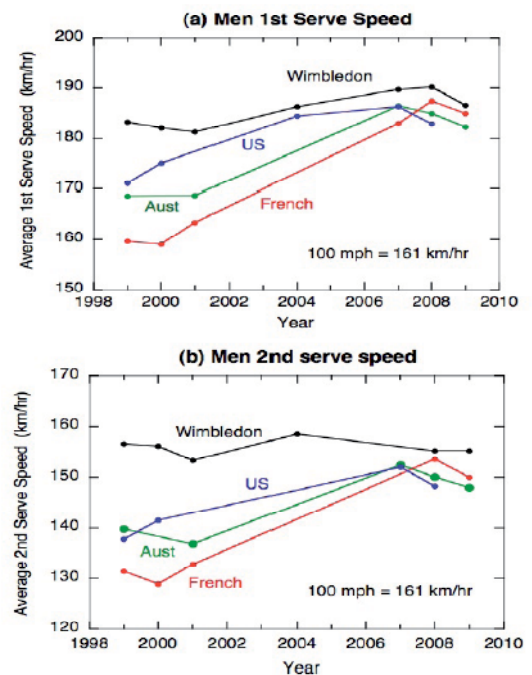 (a) Men 1st Serve Speed
Average 1st Serve Speed (km/hr)
200
190
180
170
160
150
Wimbledon
US
Aust
French
100 mph = 161 km/hr
1998 2000 2002 2004 2006 2008 2010
Year
(b) Men 2nd serve speed
Average 2nd Serve Speed (km/hr)
170
160
150
140
130
120
Wimbledon
US
Aust
French
100 mph = 161 km/hr
1998 2000 2002 2004 2006 2008 2010
Year